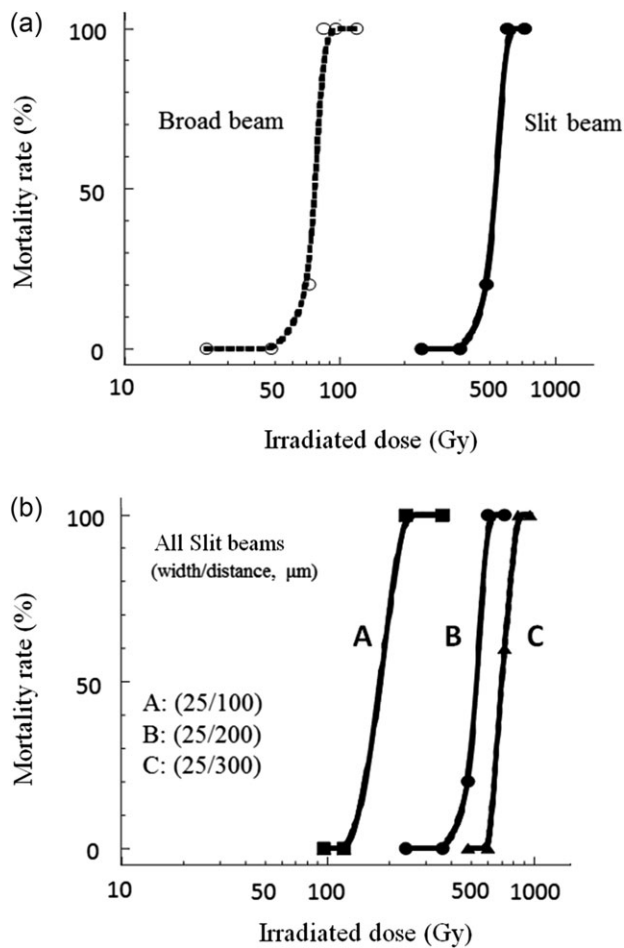 (a)
100
50
0
Mortality rate (%)
Broad beam
Slit beam
10
50
100
500
1000
Irradiated dose (Gy)
(b)
100
50
0
Mortality rate (%)
All Slit beams
(width/distance, μm)
A
B
C
A: (25/100)
B: (25/200)
C: (25/300)
10
50
100
500
1000
Irradiated dose (Gy)